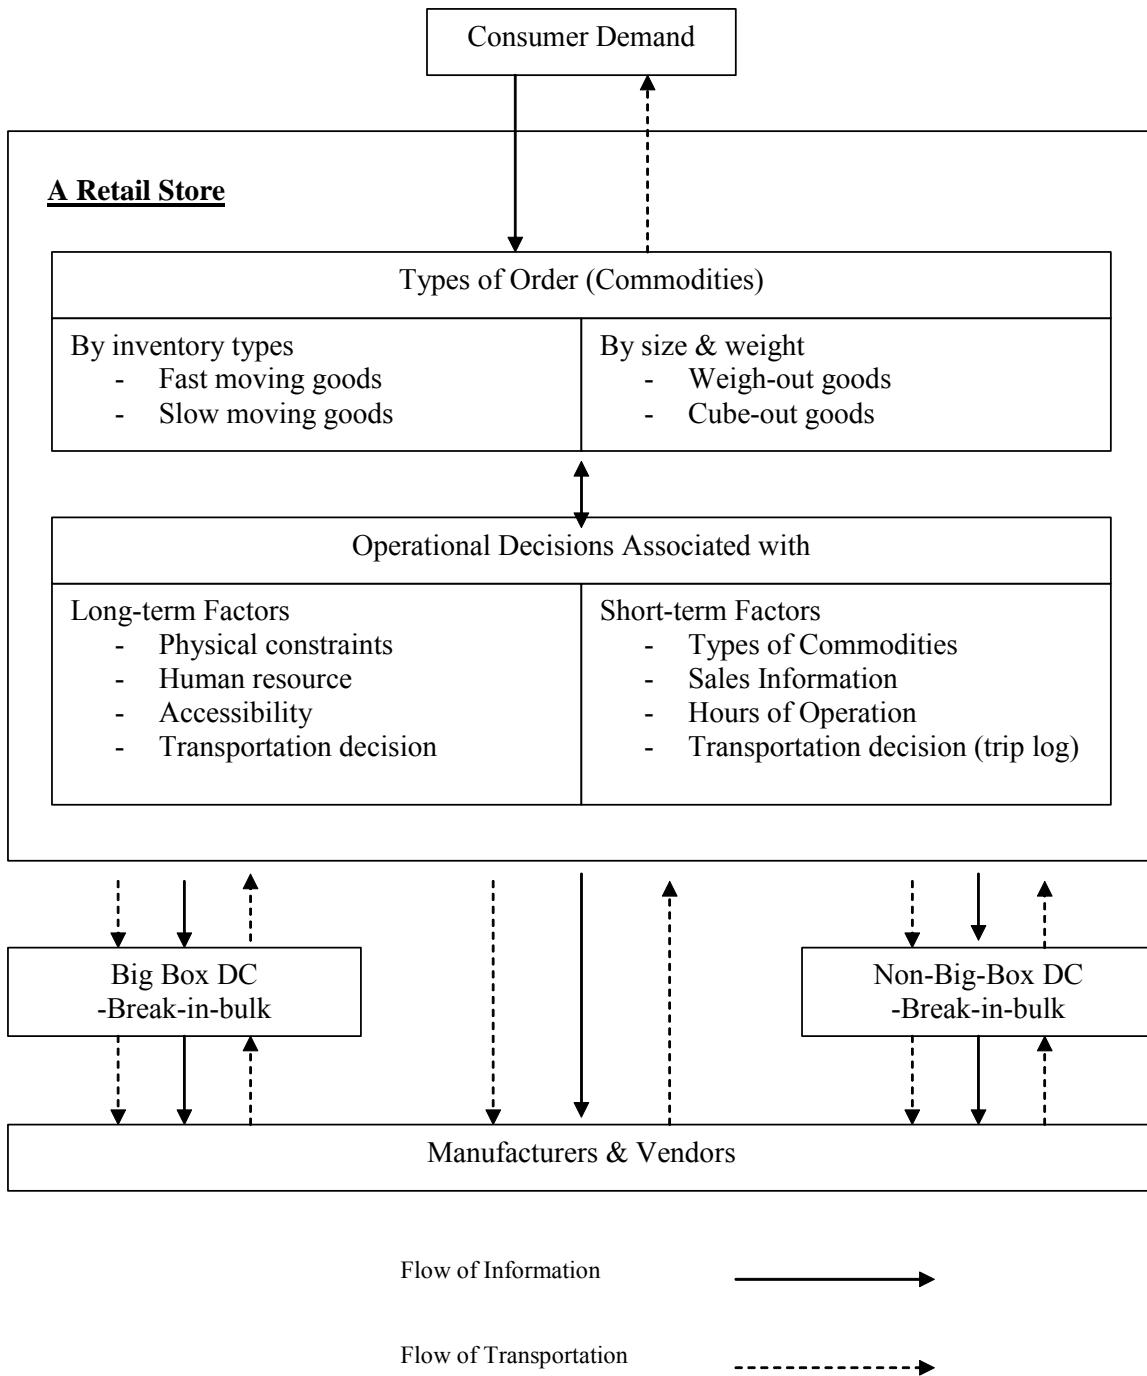 Consumer Demand
A Retail Store
Types of Order (Commodities)
By inventory types
- Fast moving goods
- Slow moving goods
By size & weight
- Weigh-out goods
- Cube-out goods
Operational Decisions Associated with
Long-term Factors
- Physical constraints
- Human resource
- Accessibility
- Transportation decision
Short-term Factors
- Types of Commodities
- Sales Information
- Hours of Operation
- Transportation decision (trip log)
Big Box DC
-Break-in-bulk
Non-Big-Box DC
-Break-in-bulk
Manufacturers & Vendors
Flow of Information
Flow of Transportation